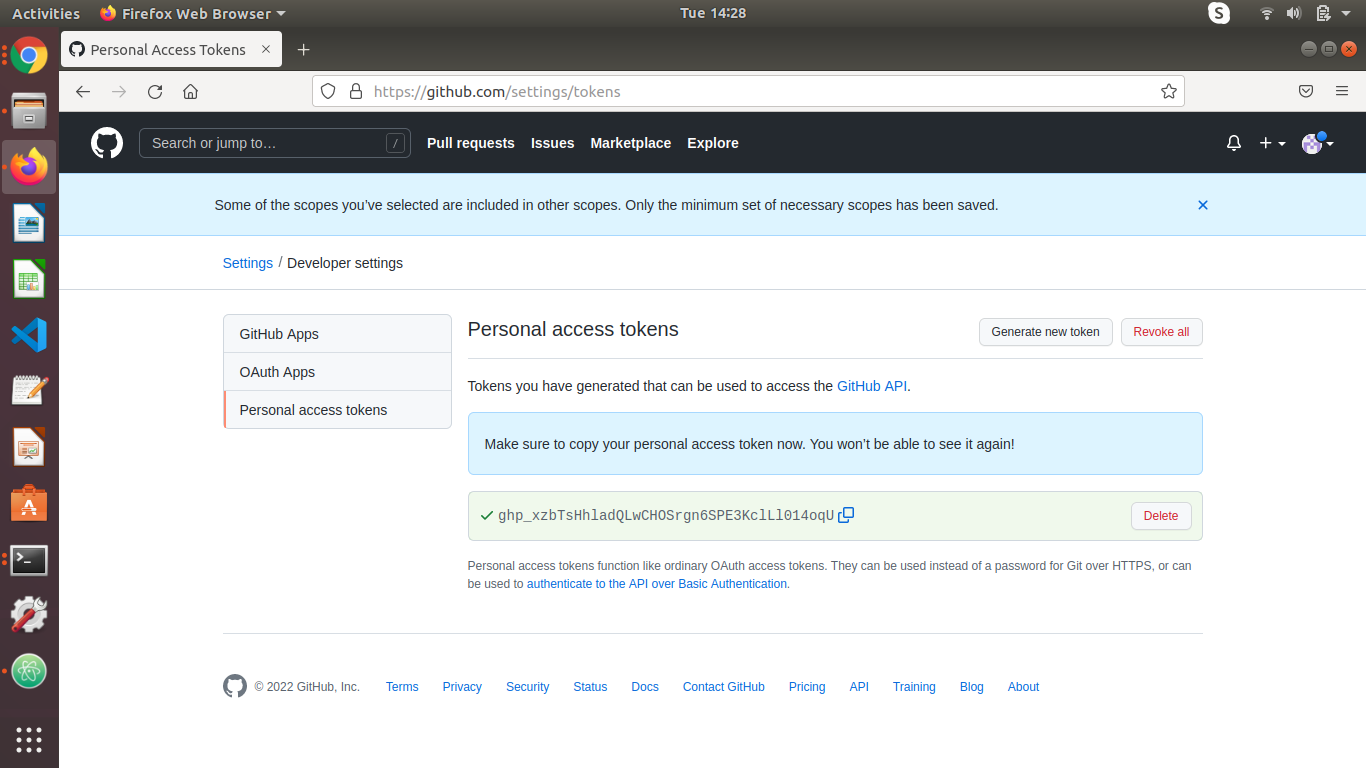 Activities Firefox Web Browser Tue 14:28
Personal Access Tokens
https://github.com/settings/tokens
Search or jump to… / Pull requests Issues Marketplace Explore
Some of the scopes you’ve selected are included in other scopes. Only the minimum set of necessary scopes has been saved.
Settings / Developer settings
GitHub Apps
OAuth Apps
Personal access tokens
Personal access tokens Generate new token Revoke all
Tokens you have generated that can be used to access the GitHub API.
Make sure to copy your personal access token now. You won’t be able to see it again!
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 Delete
Personal access tokens function like ordinary OAuth access tokens. They can be used instead of a password for Git over HTTPS, or can
be used to authenticate to the API over Basic Authentication.
© 2022 GitHub, Inc. Terms Privacy Security Status Docs Contact GitHub Pricing API Training Blog About